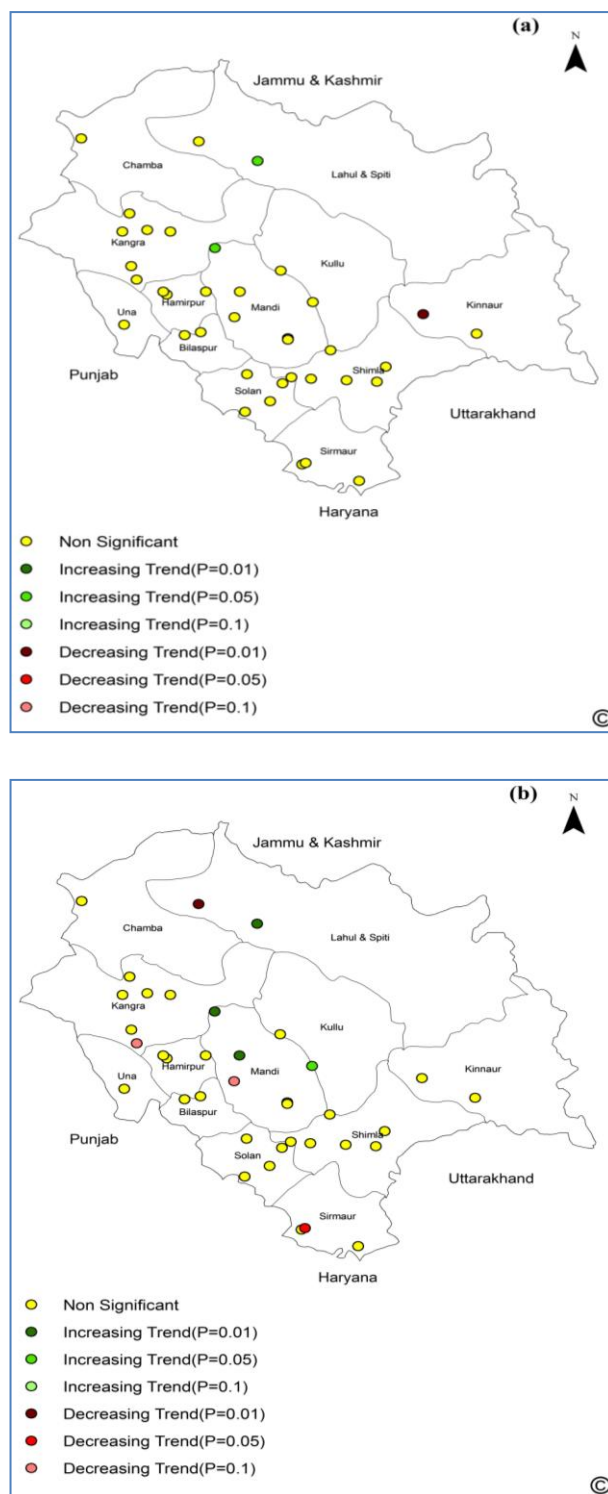 (a)
N
Jammu & Kashmir
Chamba
Lahul & Spiti
Kangra
Kullu
Kinnaur
Una
Hamirpur
Mandi
Bilaspur
Punjab
Shimla
Solan
Uttarakhand
Sirmaur
Haryana
Non Significant
Increasing Trend(P=0.01)
Increasing Trend(P=0.05)
Increasing Trend(P=0.1)
Decreasing Trend(P=0.01)
Decreasing Trend(P=0.05)
Decreasing Trend(P=0.1)
©
(b)
N
Jammu & Kashmir
Chamba
Lahul & Spiti
Kangra
Kullu
Kinnaur
Una
Hamirpur
Mandi
Bilaspur
Punjab
Shimla
Solan
Uttarakhand
Sirmaur
Haryana
Non Significant
Increasing Trend(P=0.01)
Increasing Trend(P=0.05)
Increasing Trend(P=0.1)
Decreasing Trend(P=0.01)
Decreasing Trend(P=0.05)
Decreasing Trend(P=0.1)
©